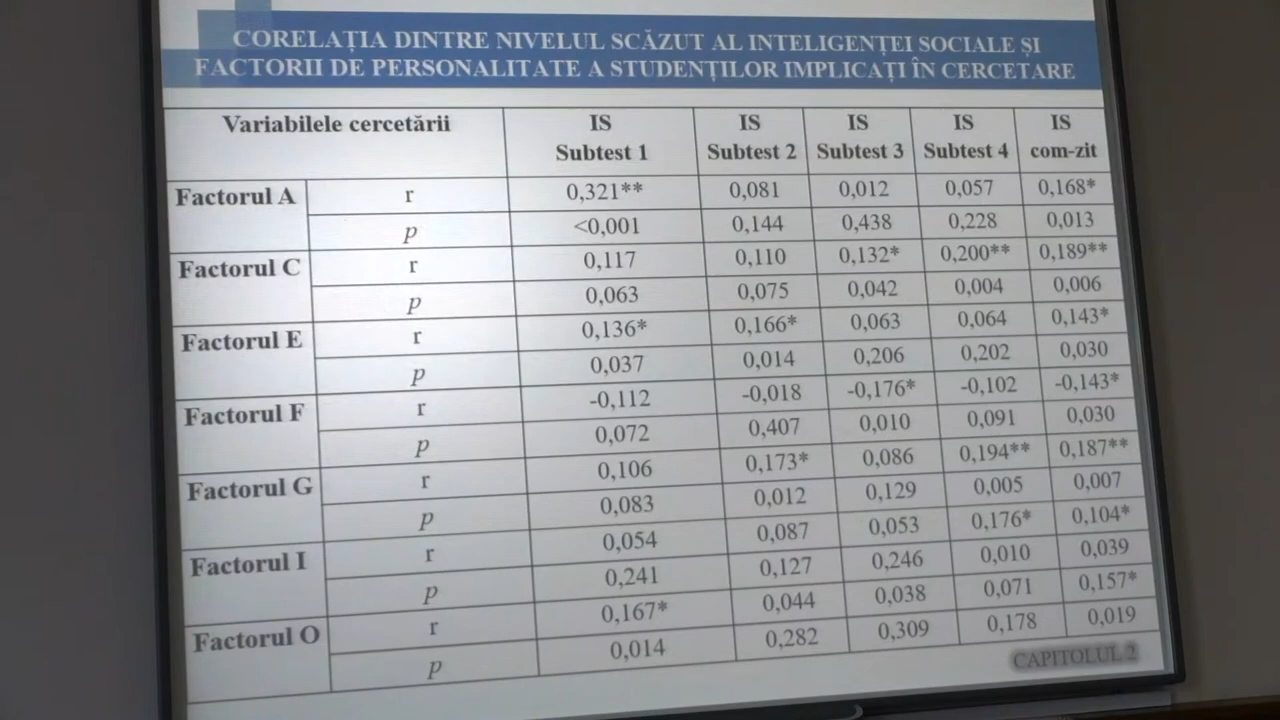 CORELAȚIA DINTRE NIVELUL SCĂZUT AL INTELIGENȚEI SOCIALE ȘI
FACTORII DE PERSONALITATE A STUDENȚILOR IMPLICAȚI ÎN CERCETARE
Variabilele cercetării IS Subtest 1 IS Subtest 2 IS Subtest 3 IS Subtest 4 IS com-zit
Factorul A r 0,321** 0,081 0,012 0,057 0,168*
p <0,001 0,144 0,438 0,228 0,013
Factorul C r 0,117 0,110 0,132* 0,200** 0,189**
p 0,063 0,075 0,042 0,004 0,006
Factorul E r 0,136* 0,166* 0,063 0,064 0,143*
p 0,037 0,014 0,206 0,202 0,030
Factorul F r -0,112 -0,018 -0,176* -0,102 -0,143*
p 0,072 0,407 0,010 0,091 0,030
Factorul G r 0,106 0,173* 0,086 0,194** 0,187**
p 0,083 0,012 0,129 0,005 0,007
Factorul I r 0,054 0,087 0,053 0,176* 0,104*
p 0,241 0,127 0,246 0,010 0,039
Factorul O r 0,167* 0,044 0,038 0,071 0,157*
p 0,014 0,282 0,309 0,178 0,019
CAPITOLUL 2